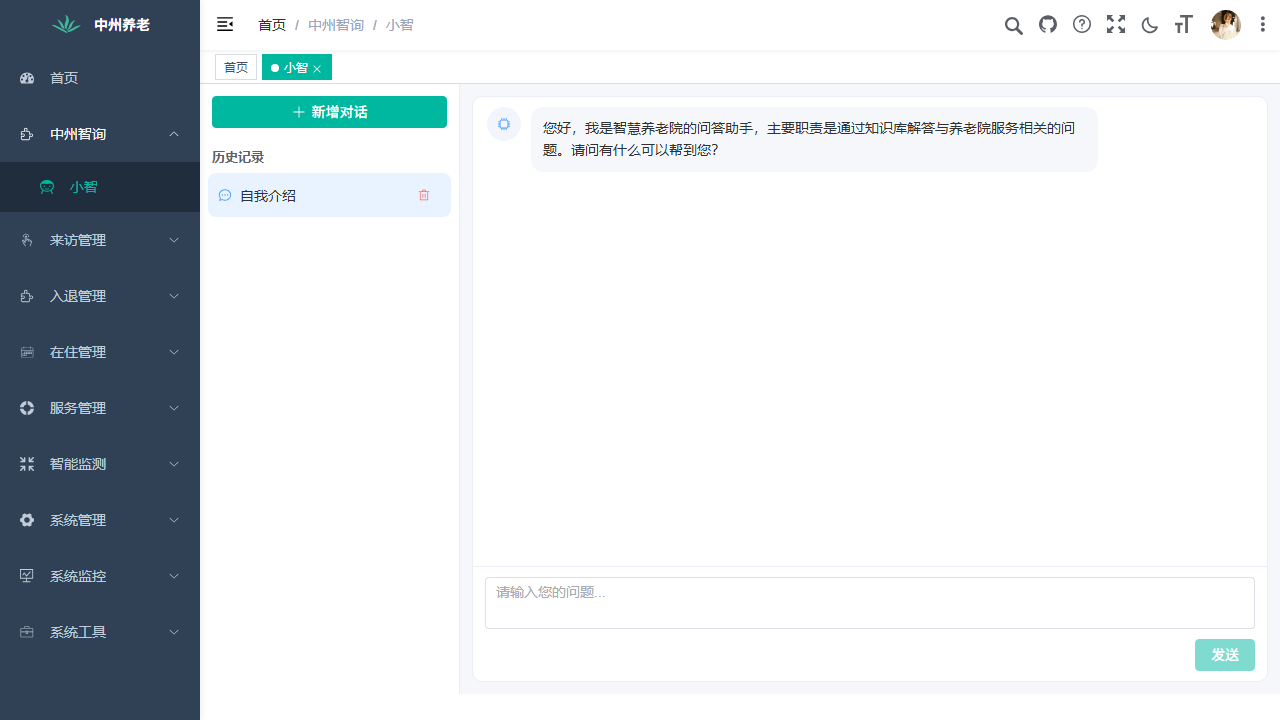 中州养老
首页
中州智询
小智
来访管理
入退管理
在住管理
服务管理
智能监测
系统管理
系统监控
系统工具
首页 / 中州智询 / 小智
首页
小智
新增对话
历史记录
自我介绍
您好，我是智慧养老院的问答助手，主要职责是通过知识库解答与养老院服务相关的问
题。请问有什么可以帮到您?
请输入您的问题...
发送